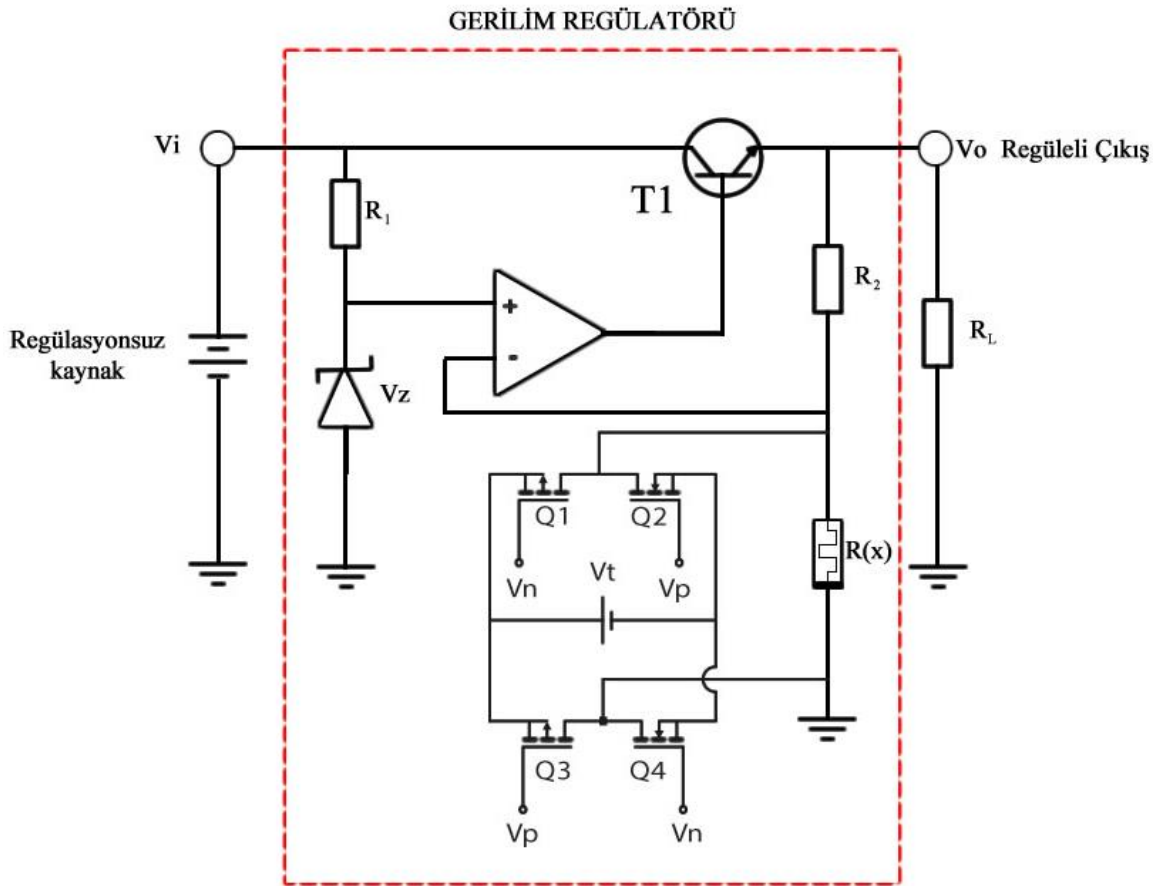 GERİLİM REGÜLATÖRÜ
Vi
Vo Regüleli Çıkış
T1
R₁
R₂
R_L
+
-
Regülasyonsuz
kaynak
Vz
Q1
Q2
R(x)
Vn
Vt
Vp
Q3
Q4
Vp
Vn